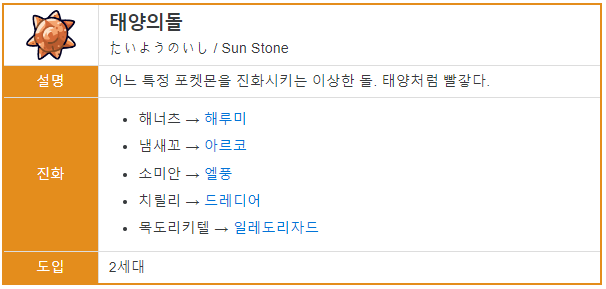 태양의돌
たいようのいし / Sun Stone
설명
어느 특정 포켓몬을 진화시키는 이상한 돌. 태양처럼 빨갛다.
진화
해너츠 → 해루미
냄새꼬 → 아르코
소미안 → 엘풍
치릴리 → 드레디어
목도리키텔 → 일레도리자드
도입
2세대